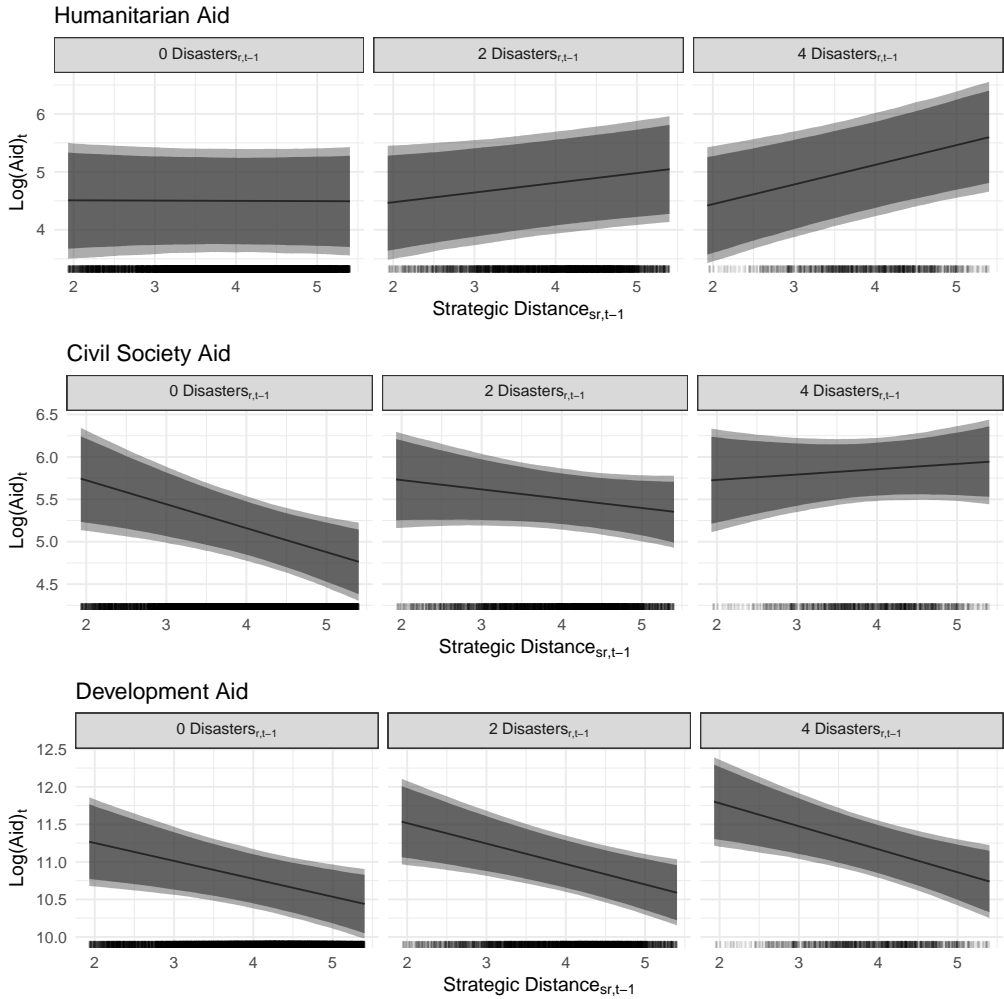 Humanitarian Aid
0 Disasters_{r,t−1} 2 Disasters_{r,t−1} 4 Disasters_{r,t−1}
6
5
4
Log(Aid)_t
2 3 4 5 2 3 4 5 2 3 4 5
Strategic Distance_{sr,t−1}
Civil Society Aid
0 Disasters_{r,t−1} 2 Disasters_{r,t−1} 4 Disasters_{r,t−1}
6.5
6.0
5.5
5.0
4.5
Log(Aid)_t
2 3 4 5 2 3 4 5 2 3 4 5
Strategic Distance_{sr,t−1}
Development Aid
0 Disasters_{r,t−1} 2 Disasters_{r,t−1} 4 Disasters_{r,t−1}
12.5
12.0
11.5
11.0
10.5
10.0
Log(Aid)_t
2 3 4 5 2 3 4 5 2 3 4 5
Strategic Distance_{sr,t−1}